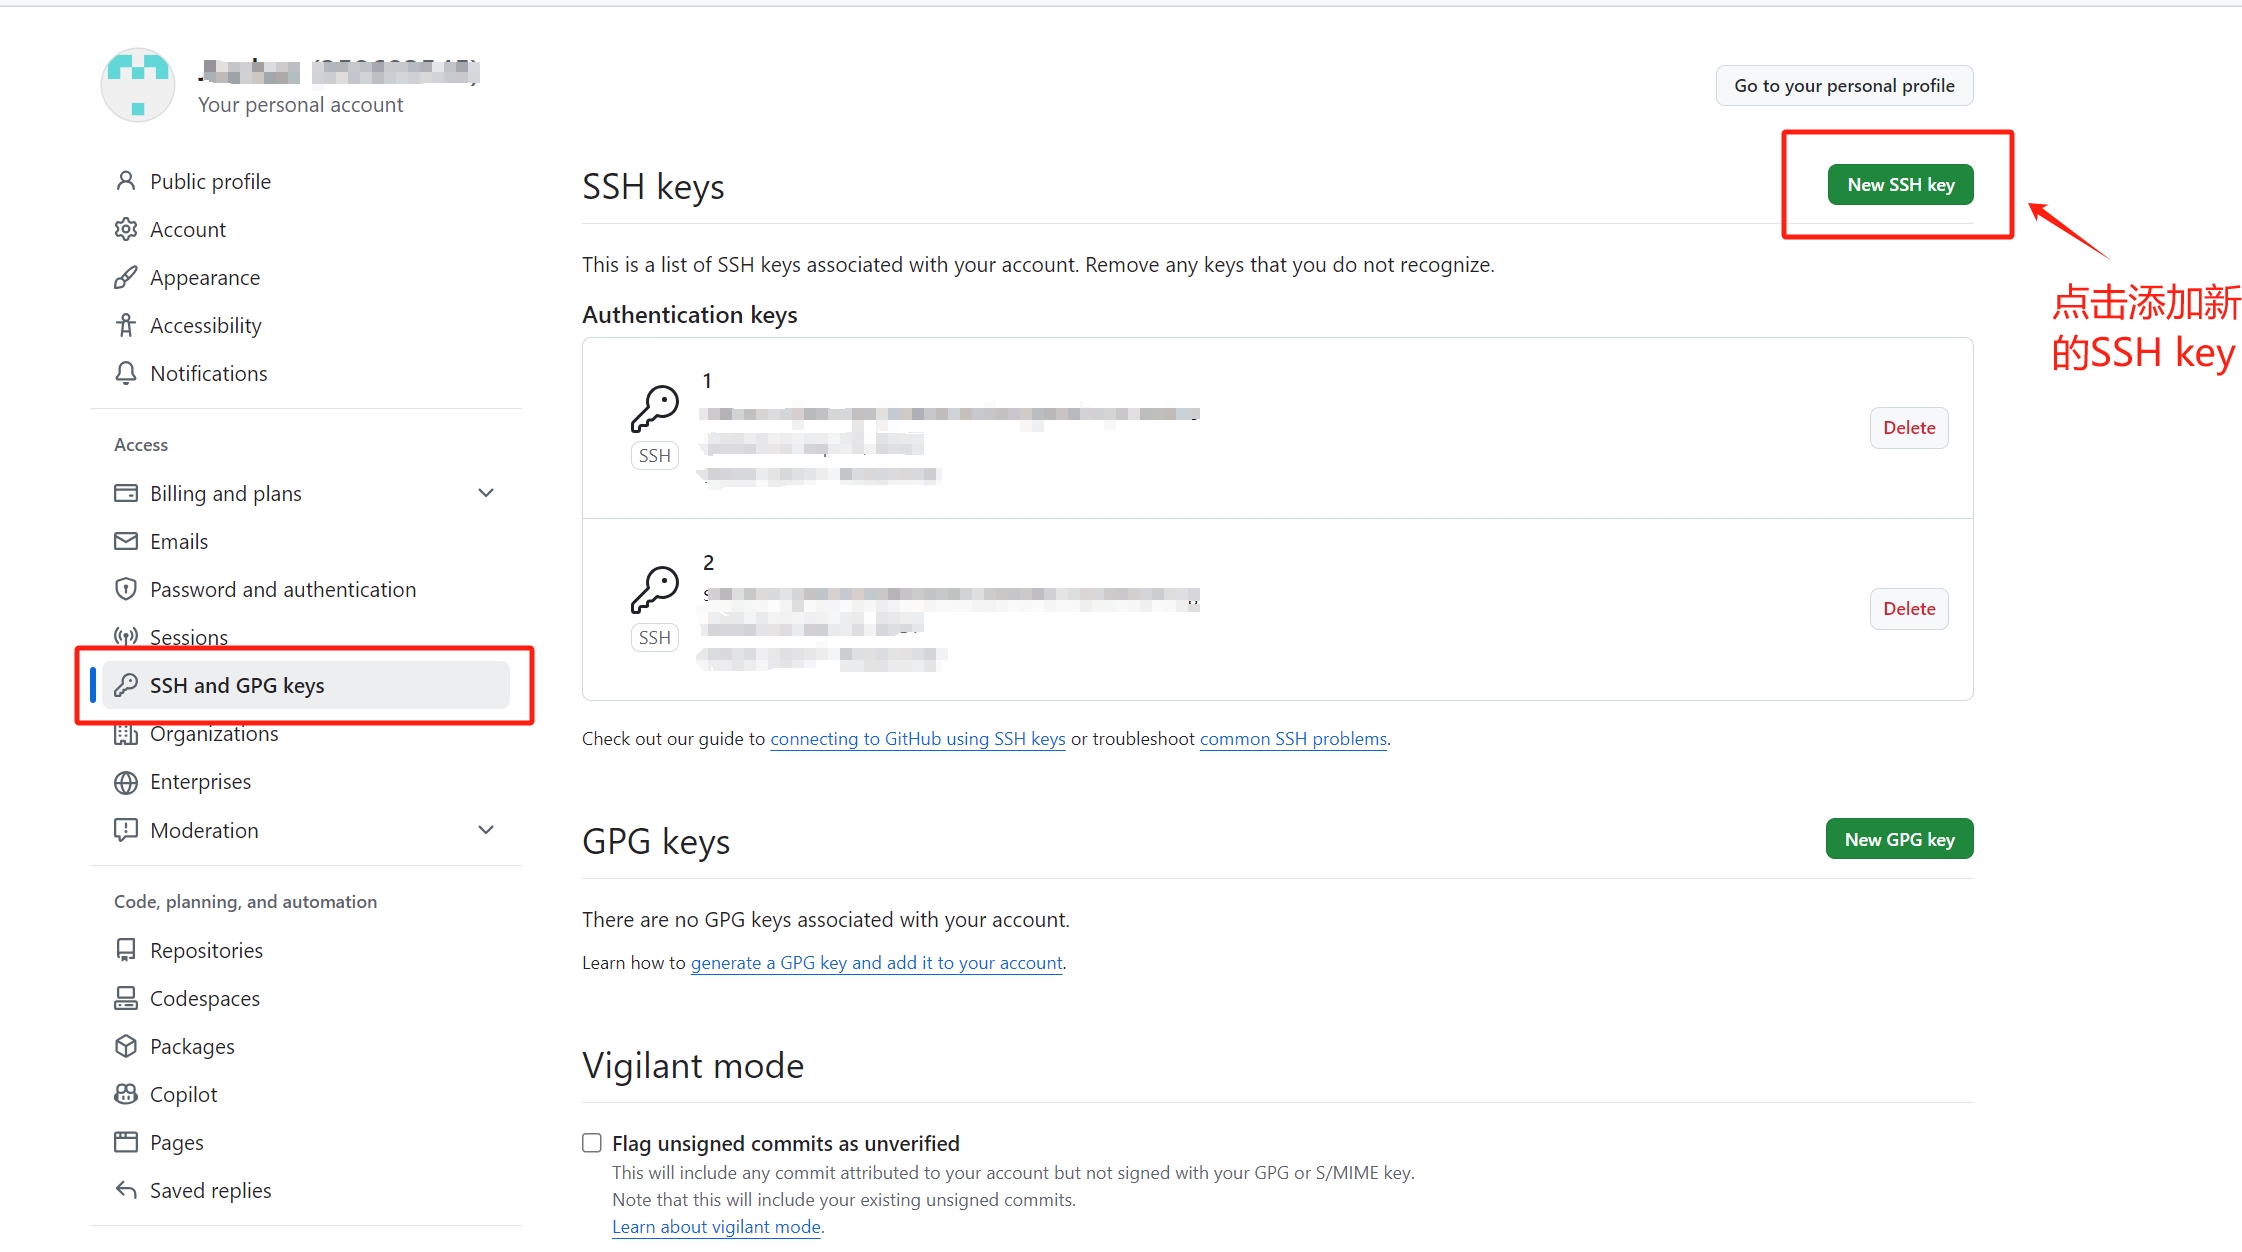 Your personal account
Go to your personal profile
Public profile
Account
Appearance
Accessibility
Notifications
Access
Billing and plans
Emails
Password and authentication
Sessions
SSH and GPG keys
Organizations
Enterprises
Moderation
Code, planning, and automation
Repositories
Codespaces
Packages
Copilot
Pages
Saved replies
SSH keys
New SSH key
点击添加新
的SSH key
This is a list of SSH keys associated with your account. Remove any keys that you do not recognize.
Authentication keys
1
SSH
Delete
2
SSH
Delete
Check out our guide to connecting to GitHub using SSH keys or troubleshoot common SSH problems.
GPG keys
New GPG key
There are no GPG keys associated with your account.
Learn how to generate a GPG key and add it to your account.
Vigilant mode
Flag unsigned commits as unverified
This will include any commit attributed to your account but not signed with your GPG or S/MIME key.
Note that this will include your existing unsigned commits.
Learn about vigilant mode.